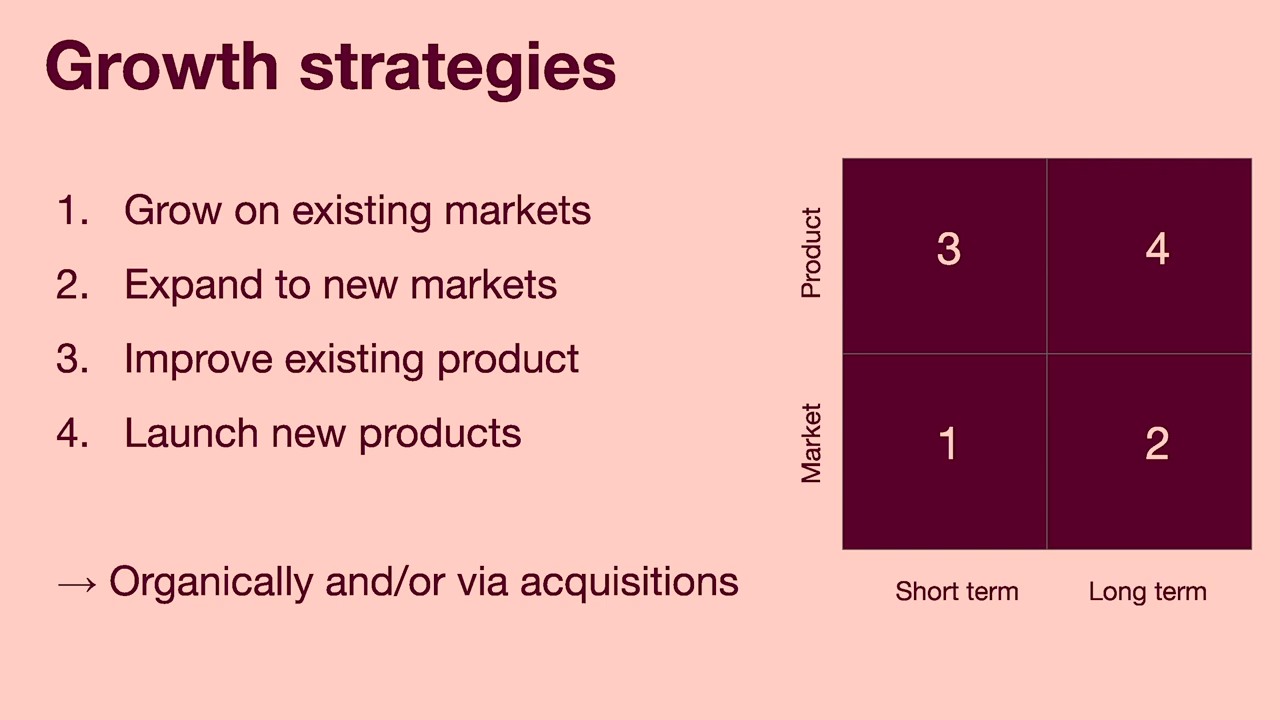 Growth strategies
1. Grow on existing markets
2. Expand to new markets
3. Improve existing product
4. Launch new products
→ Organically and/or via acquisitions
Product
3
4
Market
1
2
Short term
Long term